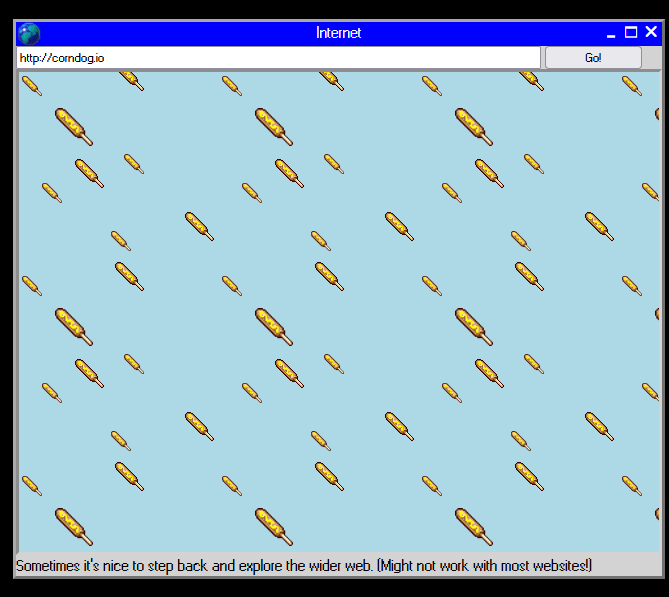 Internet
http://corndog.io
Go!
Sometimes it's nice to step back and explore the wider web. (Might not work with most websites!)